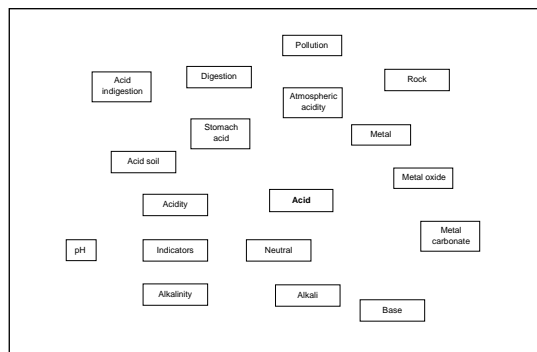 Pollution
Acid
indigestion
Digestion
Rock
Atmospheric
acidity
Stomach
acid
Metal
Acid soil
Metal oxide
Acidity
Acid
Metal
carbonate
pH
Indicators
Neutral
Alkalinity
Alkali
Base